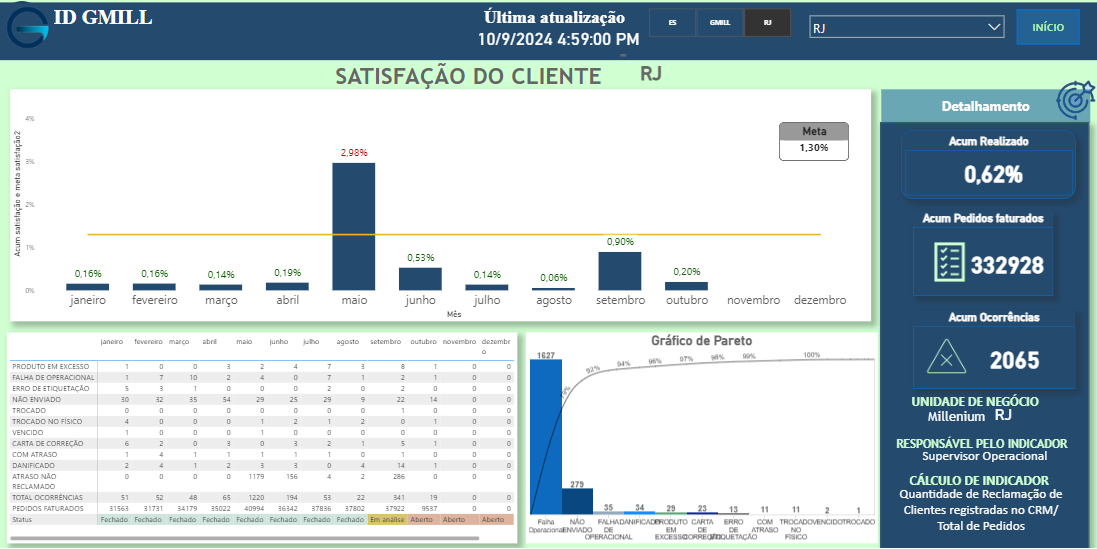 ID GMILL
Última atualização
10/9/2024 4:59:00 PM
ES GMILL RJ
RJ
INÍCIO
SATISFAÇÃO DO CLIENTE RJ
Acum satisfação e meta satisfação2
4%
3%
2%
1%
0%
Meta
1,30%
0,16% 0,16% 0,14% 0,19% 2,98% 0,53% 0,14% 0,06% 0,90% 0,20%
janeiro fevereiro março abril maio junho julho agosto setembro outubro novembro dezembro
Mês
janeiro fevereiro março abril maio junho julho agosto setembro outubro novembro dezembr
o
PRODUTO EM EXCESSO 1 0 0 3 2 4 7 3 8 1 0 0
FALHA DE OPERACIONAL 1 7 10 2 4 0 7 1 2 1 0 0
ERRO DE ETIQUETAÇÃO 5 3 1 0 0 0 2 0 2 0 0 0
NÃO ENVIADO 30 32 35 54 29 25 29 9 22 14 0 0
TROCADO 0 0 0 0 0 0 0 0 1 0 0 0
TROCADO NO FÍSICO 4 0 0 0 1 2 1 2 0 1 0 0
VENCIDO 1 0 0 0 1 0 0 0 0 0 0 0
CARTA DE CORREÇÃO 6 2 0 3 0 3 2 1 5 1 0 0
COM ATRASO 1 4 1 1 1 1 1 0 1 0 0 0
DANIFICADO 2 4 1 2 3 3 0 4 14 1 0 0
ATRASO NÃO
RECLAMADO
1179 156 4 2 286
TOTAL OCORRÊNCIAS 51 52 48 65 1220 194 53 22 341 19 0 0
PEDIDOS FATURADOS 31563 31731 34179 35022 40994 36342 37836 37802 37922 9537 0 0
Status Fechado Fechado Fechado Fechado Fechado Fechado Fechado Fechado Em análise Aberto Aberto Aberto
Gráfico de Pareto
1627 279 35 34 29 23 13 11 11 2 1
79% 92% 94% 96% 97% 98% 99% 100%
Falha
Operacional
NÃO
ENVIADO
FALHA DE
OPERACIONAL
DANIFICADO
PRODUTO EM
EXCESSO
CARTA DE
CORREÇÃO
ERRO DE
ETIQUETAÇÃO
COM
ATRASO
TROCADO
NO
FÍSICO
VENCIDO
TROCADO
Detalhamento
Acum Realizado
0,62%
Acum Pedidos faturados
332928
Acum Ocorrências
2065
UNIDADE DE NEGÓCIO
Millenium RJ
RESPONSÁVEL PELO INDICADOR
Supervisor Operacional
CÁLCULO DE INDICADOR
Quantidade de Reclamação de
Clientes registradas no CRM/
Total de Pedidos